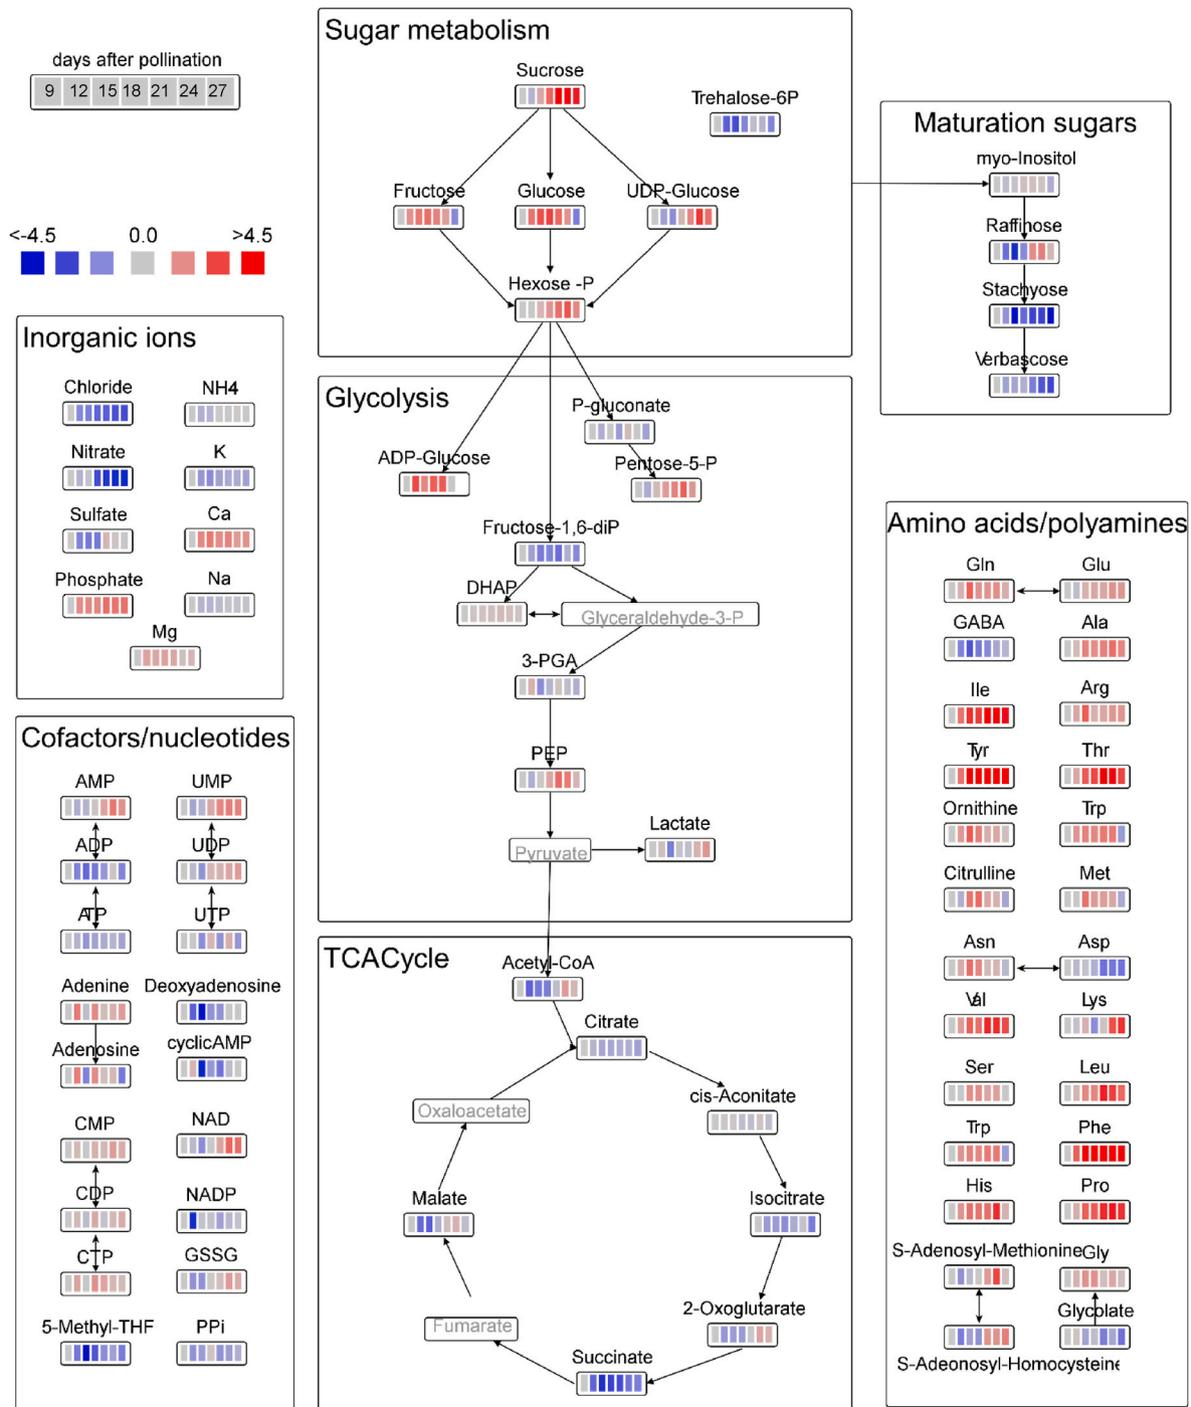 days after pollination
9 12 15 18 21 24 27
<-4.5 0.0 >4.5
Sugar metabolism
Sucrose
Trehalose-6P
Fructose Glucose UDP-Glucose
Hexose -P
Maturation sugars
myo-Inositol
Raffinose
Stachyose
Verbascose
Inorganic ions
Chloride NH4
Nitrate K
Sulfate Ca
Phosphate Na
Mg
Glycolysis
P-gluconate
ADP-Glucose Pentose-5-P
Fructose-1,6-diP
DHAP
Glyceraldehyde-3-P
3-PGA
PEP
Pyruvate Lactate
Cofactors/nucleotides
AMP UMP
ADP UDP
ATP UTP
Adenine Deoxyadenosine
Adenosine cyclicAMP
CMP NAD
CDP NADP
CTP GSSG
5-Methyl-THF PPi
TCACycle
Acetyl-CoA
Citrate
cis-Aconitate
Oxaloacetate
Malate Isocitrate
2-Oxoglutarate
Fumarate
Succinate
Amino acids/polyamines
Gln Glu
GABA Ala
Ile Arg
Tyr Thr
Ornithine Trp
Citrulline Met
Asn Asp
Val Lys
Ser Leu
Trp Phe
His Pro
S-Adenosyl-Methionine Gly
Glycolate
S-Adeonosyl-Homocysteine